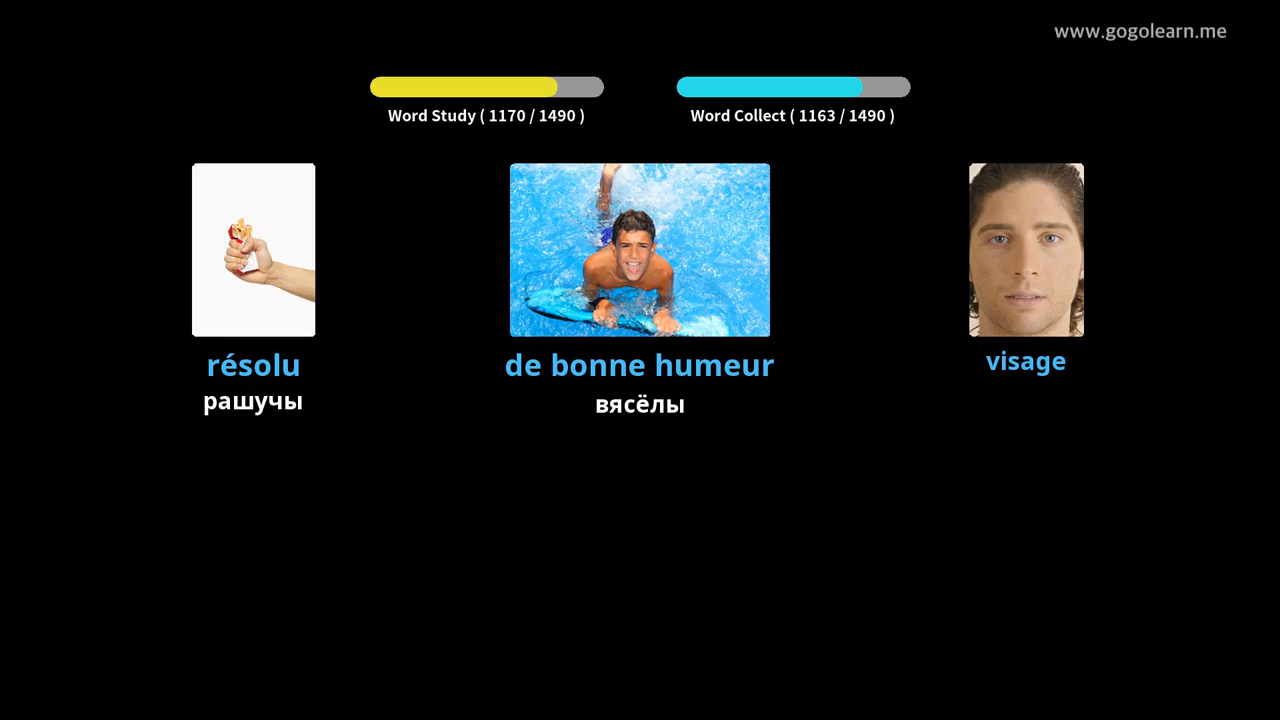 www.gogolearn.me
Word Study ( 1170 / 1490 )
Word Collect ( 1163 / 1490 )
résolu
рашучы
de bonne humeur
вясёлы
visage